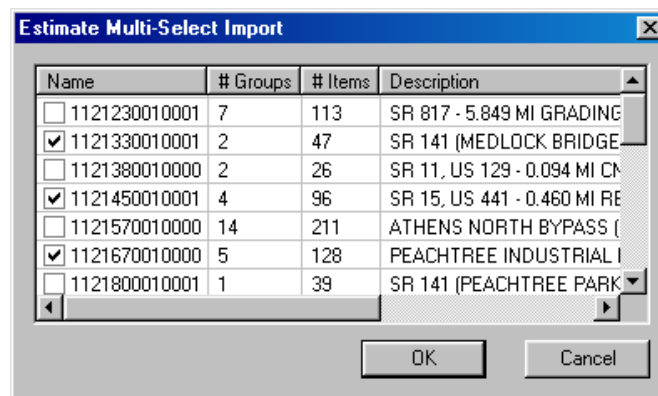 Estimate Multi-Select Import
Name # Groups # Items Description
1121230010001 7 113 SR 817 - 5.849 MI GRADING
1121330010001 2 47 SR 141 (MEDLOCK BRIDGE
1121380010000 2 26 SR 11, US 129 - 0.094 MI CN
1121450010001 4 96 SR 15, US 441 - 0.460 MI RE
1121570010000 14 211 ATHENS NORTH BYPASS (
1121670010000 5 128 PEACHTREE INDUSTRIAL
1121800010001 1 39 SR 141 (PEACHTREE PARK
OK Cancel